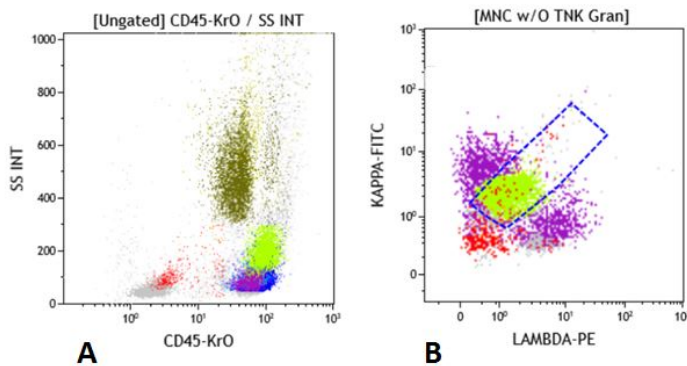 [Ungated] CD45-KrO / SS INT
1000
800
600
400
200
0
SS INT
10⁰
10¹
10²
10³
CD45-KrO
A
[MNC w/O TNK Gran]
10³
10²
10¹
10⁰
0
KAPPA-FITC
0
10⁰
10¹
10²
10³
LAMBDA-PE
B